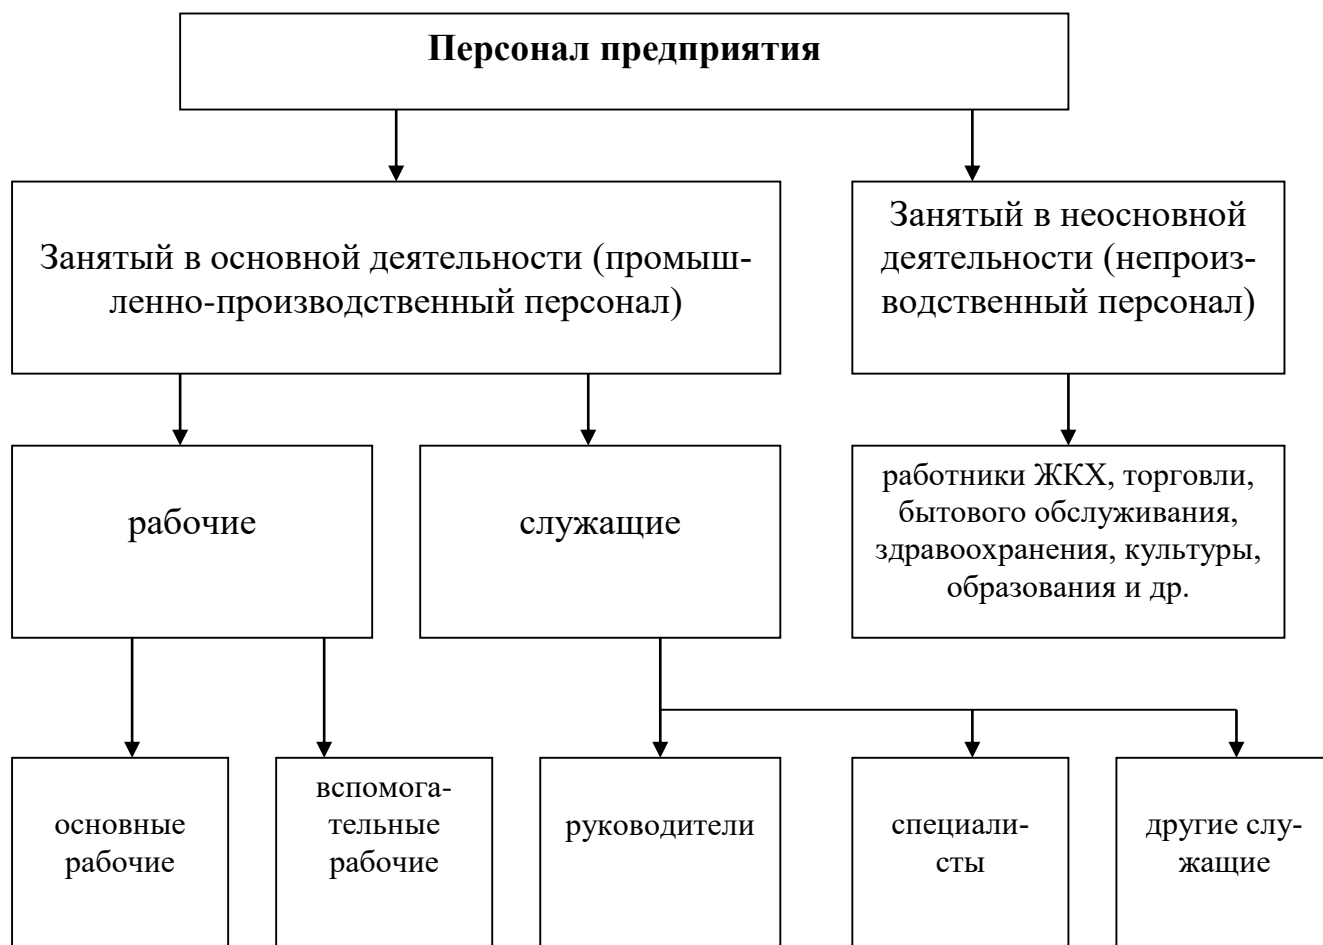 Персонал предприятия
Занятый в основной деятельности (промыш-
ленно-производственный персонал)
Занятый в неосновной
деятельности (непроиз-
водственный персонал)
рабочие
служащие
работники ЖКХ, торговли,
бытового обслуживания,
здравоохранения, культуры,
образования и др.
основные
рабочие
вспомога-
тельные
рабочие
руководители
специали-
сты
другие слу-
жащие